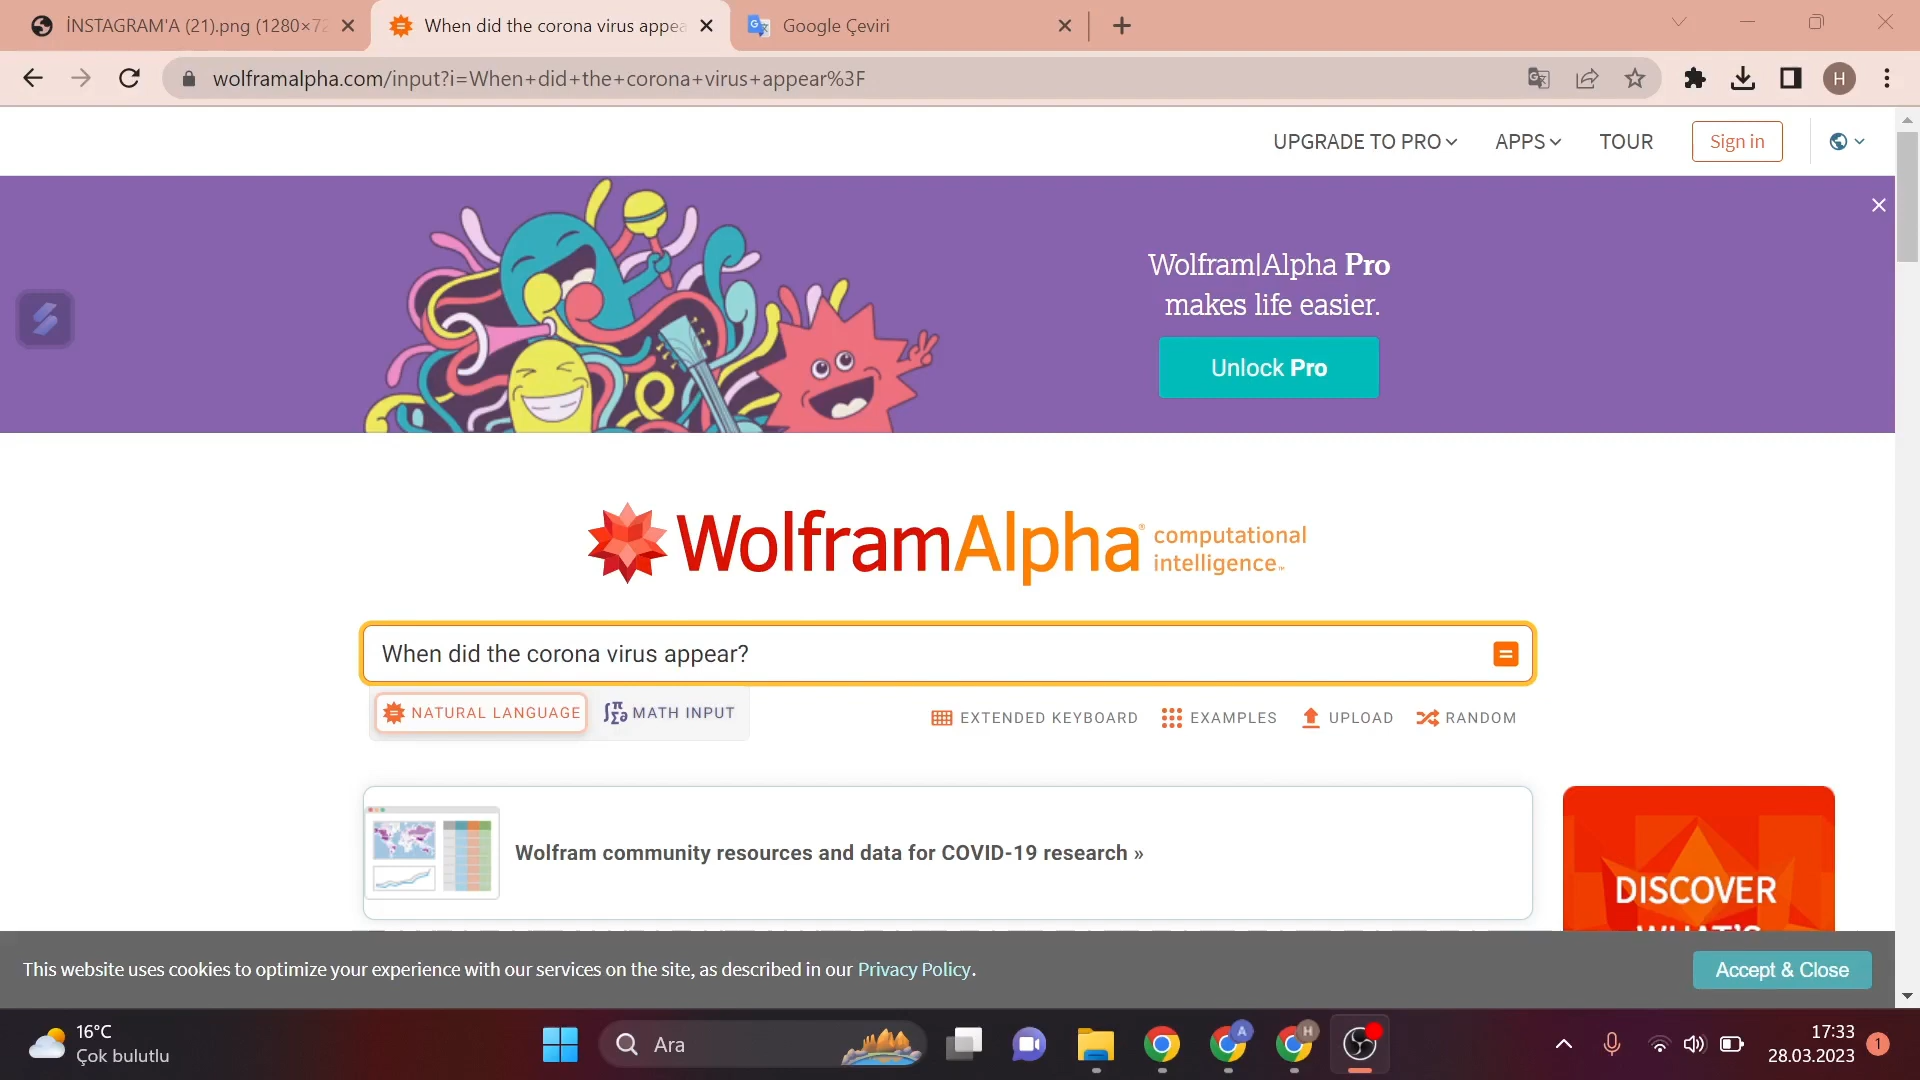 İNSTAGRAM'A (21).png (1280×72
When did the corona virus appea
Google Çeviri
wolframalpha.com/input?i=When+did+the+corona+virus+appear%3F
H
UPGRADE TO PRO
APPS
TOUR
Sign in
Wolfram|Alpha Pro
makes life easier.
Unlock Pro
WolframAlpha® computational
intelligence™
When did the corona virus appear?
=
NATURAL LANGUAGE
MATH INPUT
EXTENDED KEYBOARD
EXAMPLES
UPLOAD
RANDOM
Wolfram community resources and data for COVID-19 research »
DISCOVER
WHAT'S
This website uses cookies to optimize your experience with our services on the site, as described in our Privacy Policy.
Accept & Close
16°C
Çok bulutlu
Ara
A
H
17:33
28.03.2023
1